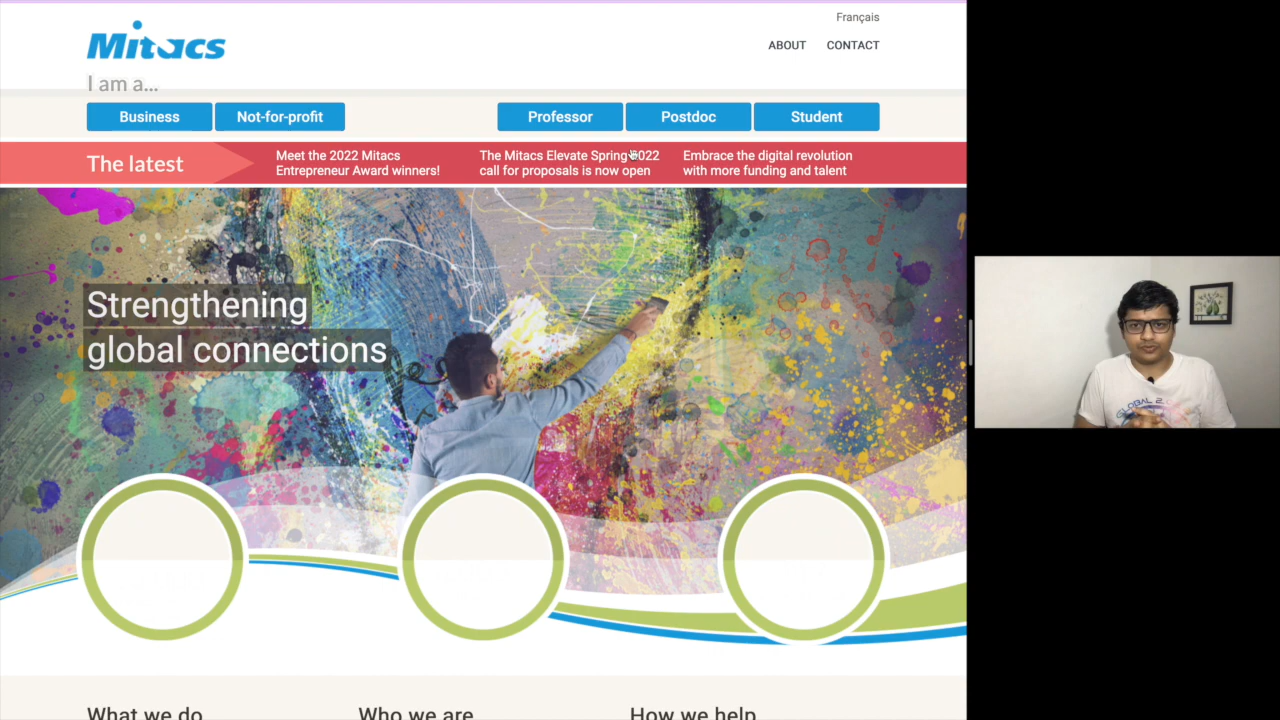 Français
Mitacs
ABOUT CONTACT
I am a...
Business Not-for-profit Professor Postdoc Student
The latest
Meet the 2022 Mitacs
Entrepreneur Award winners!
The Mitacs Elevate Spring 2022
call for proposals is now open
Embrace the digital revolution
with more funding and talent
Strengthening
global connections
GLOBAL
What we do
Who we are
How we help